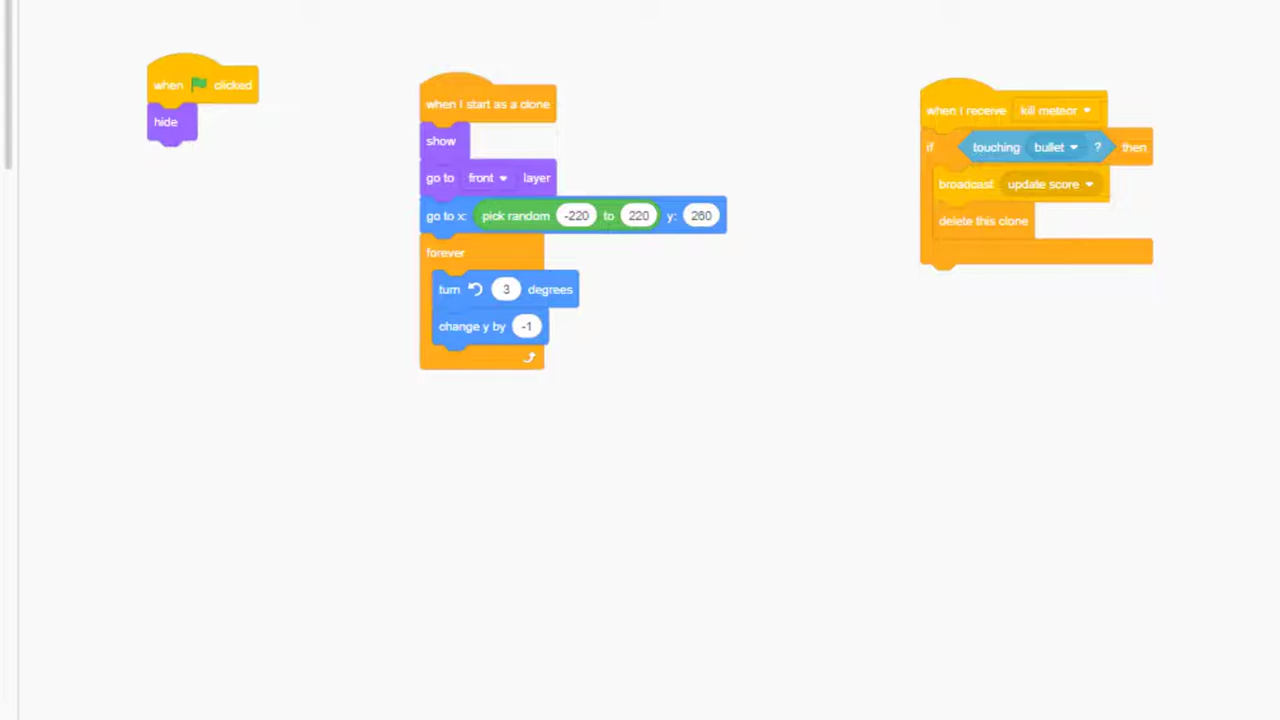 when clicked
hide
when I start as a clone
show
go to front layer
go to x: pick random -220 to 220 y: 260
forever
turn 3 degrees
change y by -1
when I receive kill meteor
if touching bullet ? then
broadcast update score
delete this clone